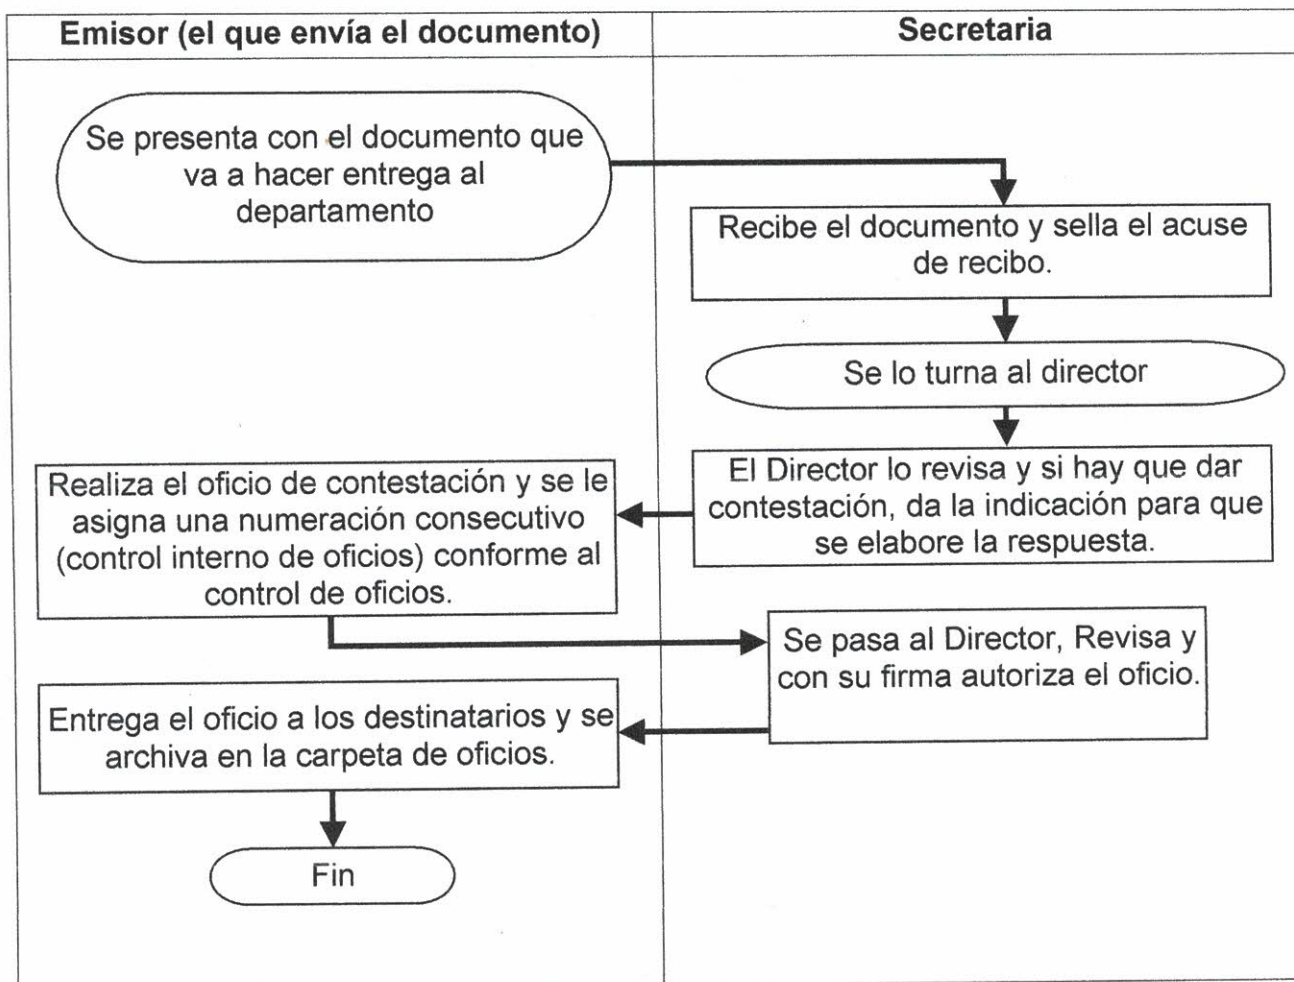 Emisor (el que envía el documento)
Secretaria
Se presenta con el documento que
va a hacer entrega al
departamento
Recibe el documento y sella el acuse
de recibo.
Se lo turna al director
El Director lo revisa y si hay que dar
contestación, da la indicación para que
se elabore la respuesta.
Realiza el oficio de contestación y se le
asigna una numeración consecutivo
(control interno de oficios) conforme al
control de oficios.
Se pasa al Director, Revisa y
con su firma autoriza el oficio.
Entrega el oficio a los destinatarios y se
archiva en la carpeta de oficios.
Fin